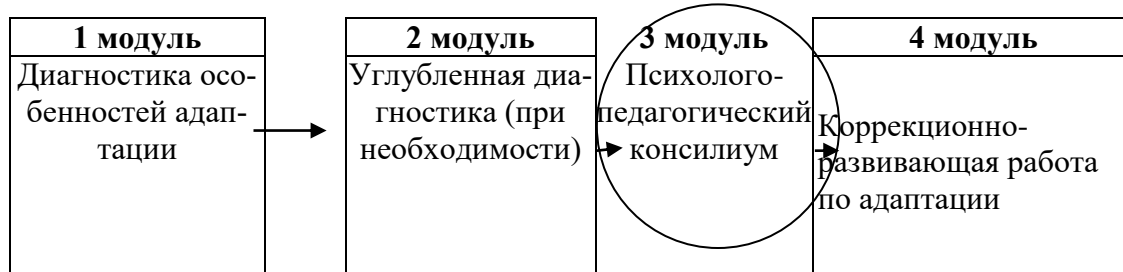 1 модуль
Диагностика осо-
бенностей адап-
тации
2 модуль
Углубленная диа-
гностика (при
необходимости)
3 модуль
Психолого-
педагогический
консилиум
4 модуль
Коррекционно-
развивающая работа
по адаптации